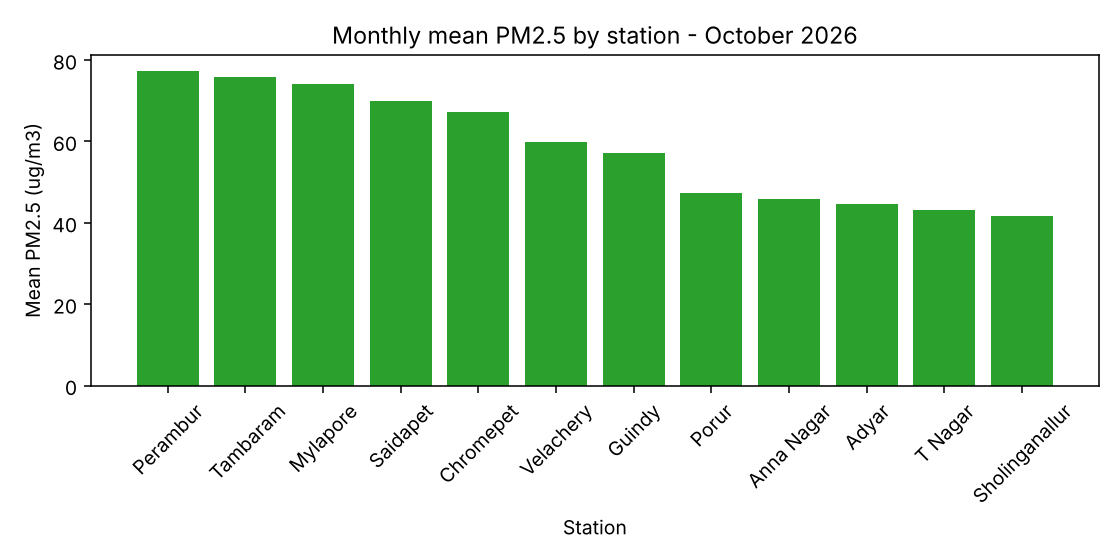 Monthly mean PM2.5 by station - October 2026
Mean PM2.5 (ug/m3)
80
60
40
20
0
Perambur
Tambaram
Mylapore
Saidapet
Chromepet
Velachery
Guindy
Porur
Anna Nagar
Adyar
T Nagar
Sholinganallur
Station